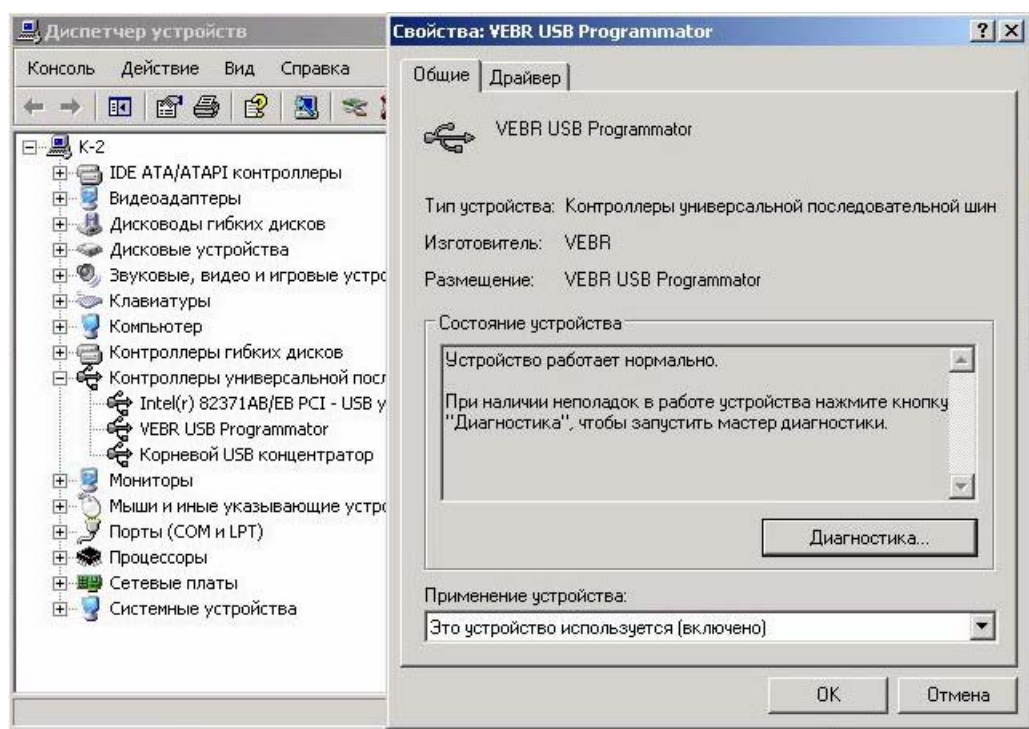 Диспетчер устройств
Консоль Действие Вид Справка
K-2
IDE ATA/ATAPI контроллеры
Видеоадаптеры
Дисководы гибких дисков
Дисковые устройства
Звуковые, видео и игровые устро
Клавиатуры
Компьютер
Контроллеры гибких дисков
Контроллеры универсальной посл
Intel(r) 82371AB/EB PCI - USB у
VEBR USB Programmator
Корневой USB концентратор
Мониторы
Мыши и иные указывающие устро
Порты (COM и LPT)
Процессоры
Сетевые платы
Системные устройства
Свойства: VEBR USB Programmator
Общие Драйвер
VEBR USB Programmator
Тип устройства: Контроллеры универсальной последовательной шин
Изготовитель: VEBR
Размещение: VEBR USB Programmator
Состояние устройства
Устройство работает нормально.
При наличии неполадок в работе устройства нажмите кнопку
"Диагностика", чтобы запустить мастер диагностики.
Диагностика...
Применение устройства:
Это устройство используется (включено)
OK Отмена